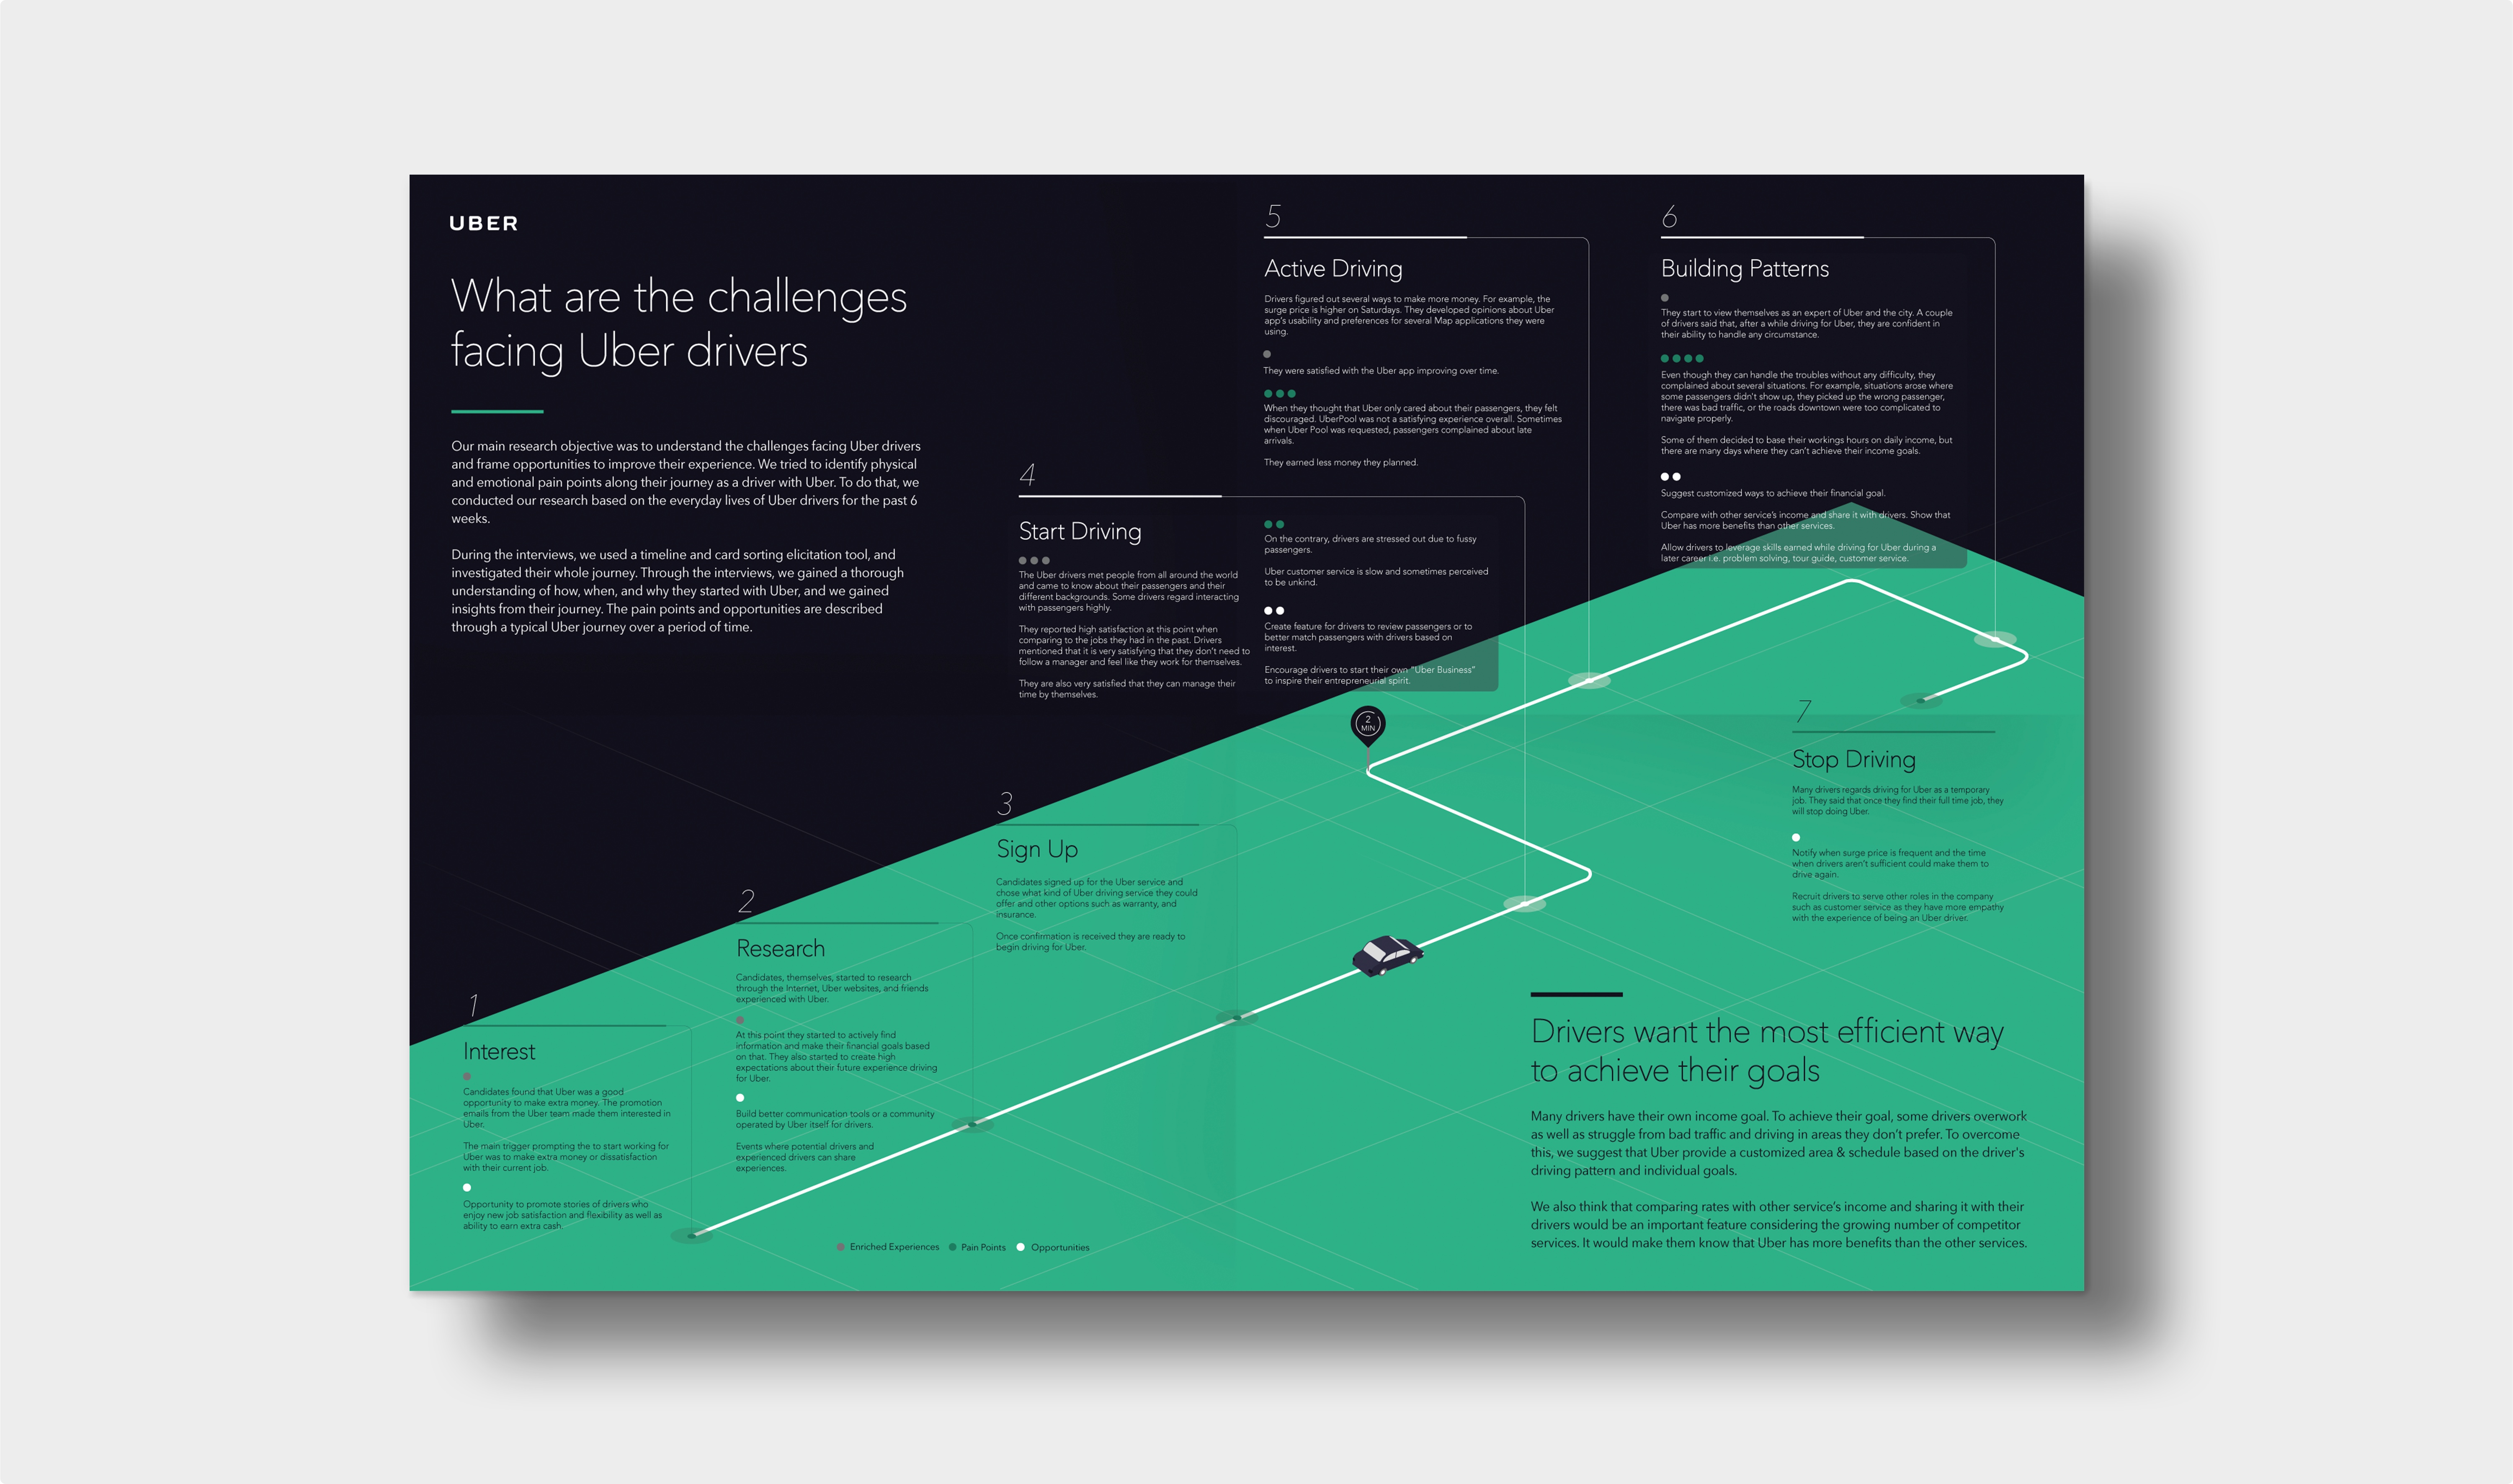 UBER
What are the challenges
facing Uber drivers
Our main research objective was to understand the challenges facing Uber drivers
and frame opportunities to improve their experience. We tried to identify physical
and emotional pain points along their journey as a driver with Uber. To do that, we
conducted our research based on the everyday lives of Uber drivers for the past 6
weeks.
During the interviews, we used a timeline and card sorting elicitation tool, and
investigated their whole journey. Through the interviews, we gained a thorough
understanding of how, when, and why they started with Uber, and we gained
insights from their journey. The pain points and opportunities are described
through a typical Uber journey over a period of time.
1
Interest
Candidates found that Uber was a good
opportunity to make extra money. The promotion
emails from the Uber team made them interested in
Uber.
The main trigger prompting the to start working for
Uber was to make extra money or dissatisfaction
with their current job.
Opportunity to promote stories of drivers who
enjoy new job satisfaction and flexibility as well as
ability to earn extra cash.
2
Research
Candidates, themselves, started to research
through the Internet, Uber websites, and friends
experienced with Uber.
At this point they started to actively find
information and make their financial goals based
on that. They also started to create high
expectations about their future experience driving
for Uber.
Build better communication tools or a community
operated by Uber itself for drivers.
Events where potential drivers and
experienced drivers can share
experiences.
3
Sign Up
Candidates signed up for the Uber service and
chose what kind of Uber driving service they could
offer and other options such as warranty, and
insurance.
Once confirmation is received they are ready to
begin driving for Uber.
4
Start Driving
The Uber drivers met people from all around the world
and came to know about their passengers and their
different backgrounds. Some drivers regard interacting
with passengers highly.
They reported high satisfaction at this point when
comparing to the jobs they had in the past. Drivers
mentioned that it is very satisfying that they don't need to
follow a manager and feel like they work for themselves.
They are also very satisfied that they can manage their
time by themselves.
On the contrary, drivers are stressed out due to fussy
passengers.
Uber customer service is slow and sometimes perceived
to be unkind.
Create feature for drivers to review passengers or to
better match passengers with drivers based on
interest.
Encourage drivers to start their own "Uber Business"
to inspire their entrepreneurial spirit.
5
Active Driving
Drivers figured out several ways to make more money. For example, the
surge price is higher on Saturdays. They developed opinions about Uber
app's usability and preferences for several Map applications they were
using.
They were satisfied with the Uber app improving over time.
When they thought that Uber only cared about their passengers, they felt
discouraged. UberPool was not a satisfying experience overall. Sometimes
when Uber Pool was requested, passengers complained about late
arrivals.
They earned less money they planned.
6
Building Patterns
They start to view themselves as an expert of Uber and the city. A couple
of drivers said that, after a while driving for Uber, they are confident in
their ability to handle any circumstance.
Even though they can handle the troubles without any difficulty, they
complained about several situations. For example, situations arose where
some passengers didn't show up, they picked up the wrong passenger,
there was bad traffic, or the roads downtown were too complicated to
navigate properly.
Some of them decided to base their workings hours on daily income, but
there are many days where they can't achieve their income goals.
Suggest customized ways to achieve their financial goal.
Compare with other service's income and share it with drivers. Show that
Uber has more benefits than other services.
Allow drivers to leverage skills earned while driving for Uber during a
later career i.e. problem solving, tour guide, customer service.
2
MIN
7
Stop Driving
Many drivers regards driving for Uber as a temporary
job. They said that once they find their full time job, they
will stop doing Uber.
Notify when surge price is frequent and the time
when drivers aren't sufficient could make them to
drive again.
Recruit drivers to serve other roles in the company
such as customer service as they have more empathy
with the experience of being an Uber driver.
Drivers want the most efficient way
to achieve their goals
Many drivers have their own income goal. To achieve their goal, some drivers overwork
as well as struggle from bad traffic and driving in areas they don't prefer. To overcome
this, we suggest that Uber provide a customized area & schedule based on the driver's
driving pattern and individual goals.
We also think that comparing rates with other service's income and sharing it with their
drivers would be an important feature considering the growing number of competitor
services. It would make them know that Uber has more benefits than the other services.
Enriched Experiences Pain Points Opportunities